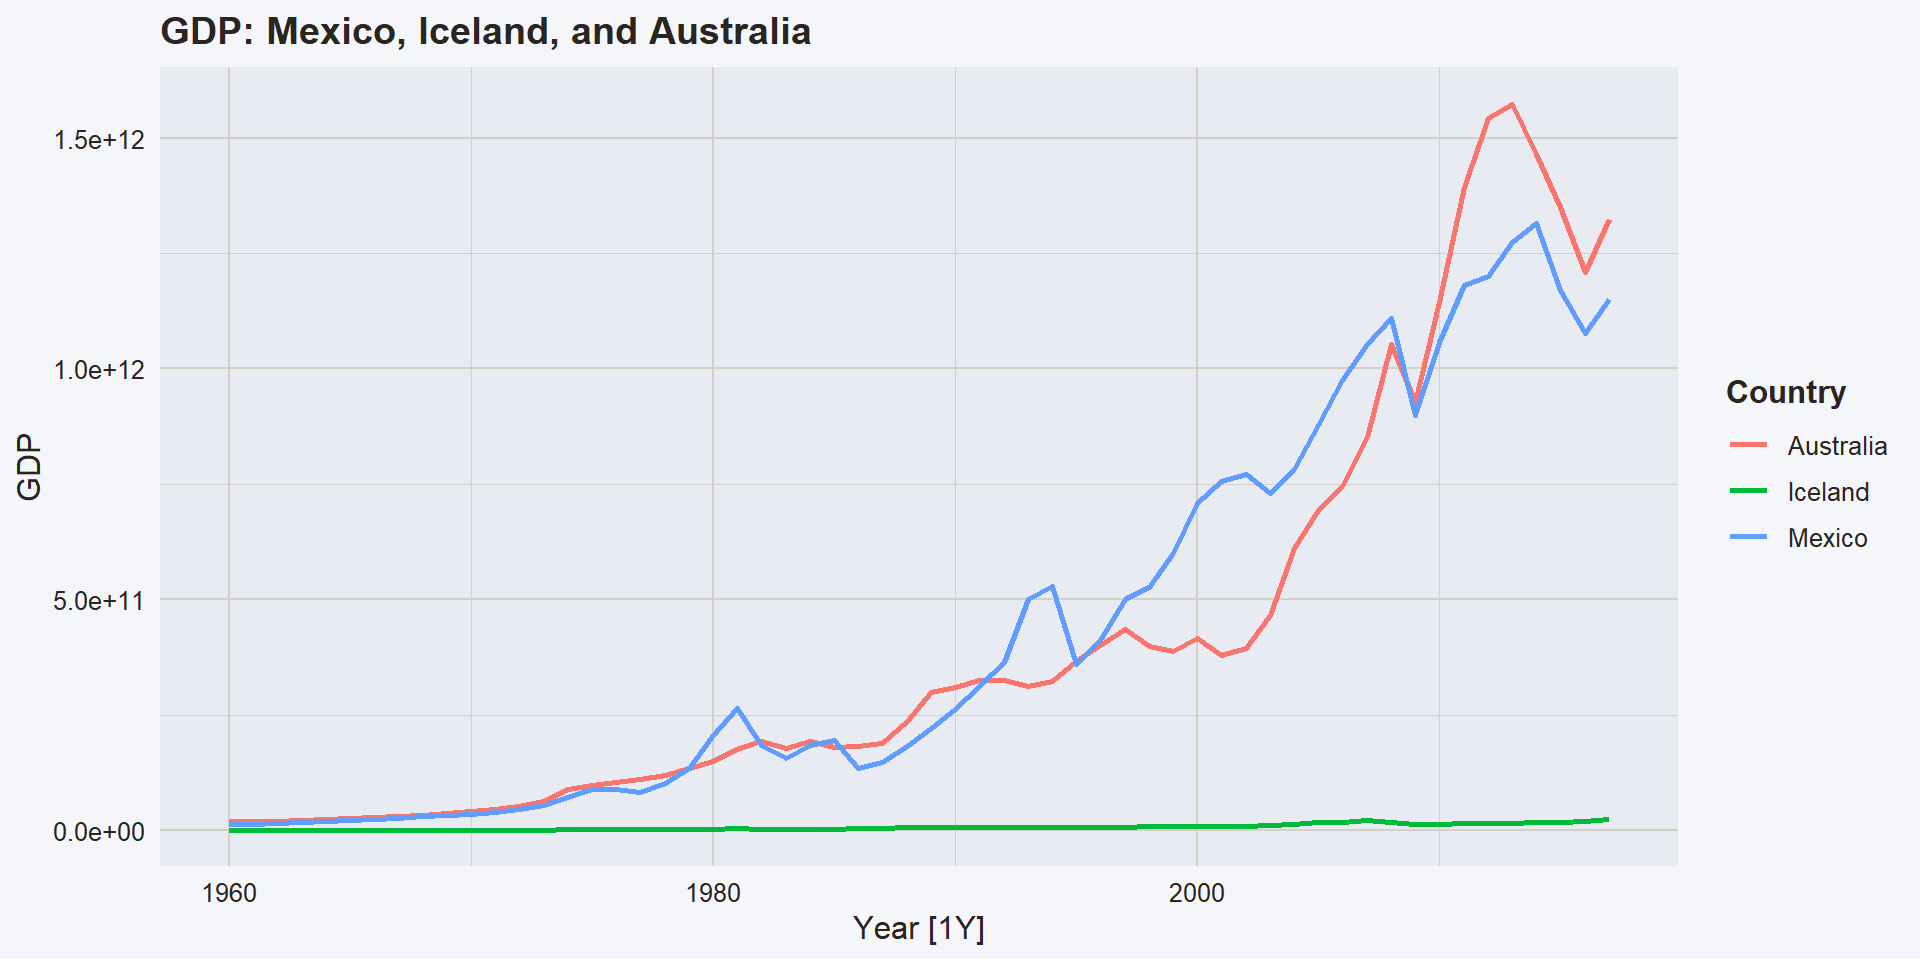 GDP: Mexico, Iceland, and Australia
1.5e+12
1.0e+12
5.0e+11
0.0e+00
GDP
1960 1980 2000
Year [1Y]
Country
Australia
Iceland
Mexico